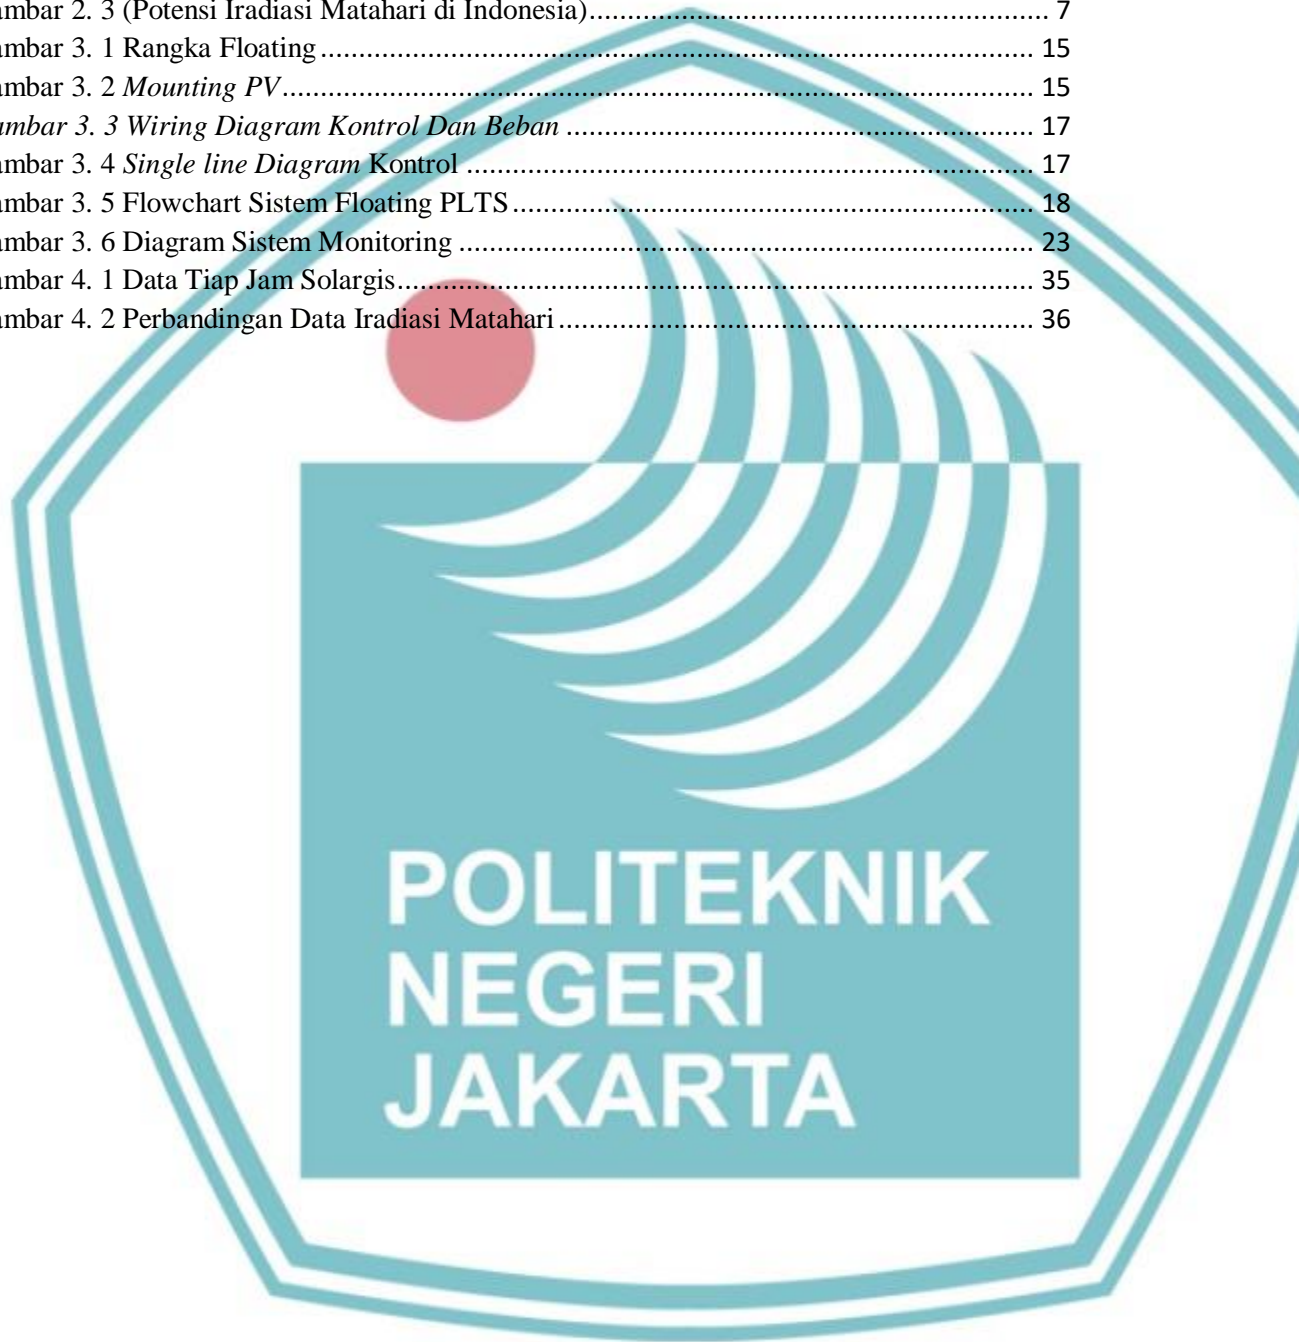 ambar 2. 3 (Potensi Iradiasi Matahari di Indonesia).......................................................... 7
ambar 3. 1 Rangka Floating.......................................................................................... 15
ambar 3. 2 Mounting PV............................................................................................... 15
ambar 3. 3 Wiring Diagram Kontrol Dan Beban........................................................... 17
ambar 3. 4 Single line Diagram Kontrol........................................................................ 17
ambar 3. 5 Flowchart Sistem Floating PLTS.................................................................. 18
ambar 3. 6 Diagram Sistem Monitoring........................................................................ 23
ambar 4. 1 Data Tiap Jam Solargis................................................................................ 35
ambar 4. 2 Perbandingan Data Iradiasi Matahari........................................................... 36
POLITEKNIK
NEGERI
JAKARTA